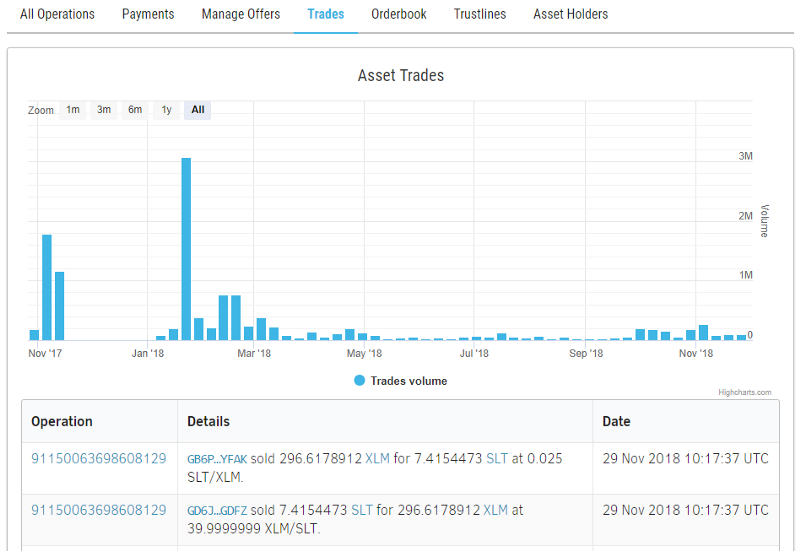 All Operations Payments Manage Offers Trades Orderbook Trustlines Asset Holders
Asset Trades
Zoom 1m 3m 6m 1y All
3M
2M
1M
0
Volume
Nov '17 Jan '18 Mar '18 May '18 Jul '18 Sep '18 Nov '18
Trades volume
Highcharts.com
Operation Details Date
91150063698608129 GB6P…YFAK sold 296.6178912 XLM for 7.4154473 SLT at 0.025 29 Nov 2018 10:17:37 UTC
SLT/XLM.
91150063698608129 GD6J…GDFZ sold 7.4154473 SLT for 296.6178912 XLM at 29 Nov 2018 10:17:37 UTC
39.9999999 XLM/SLT.